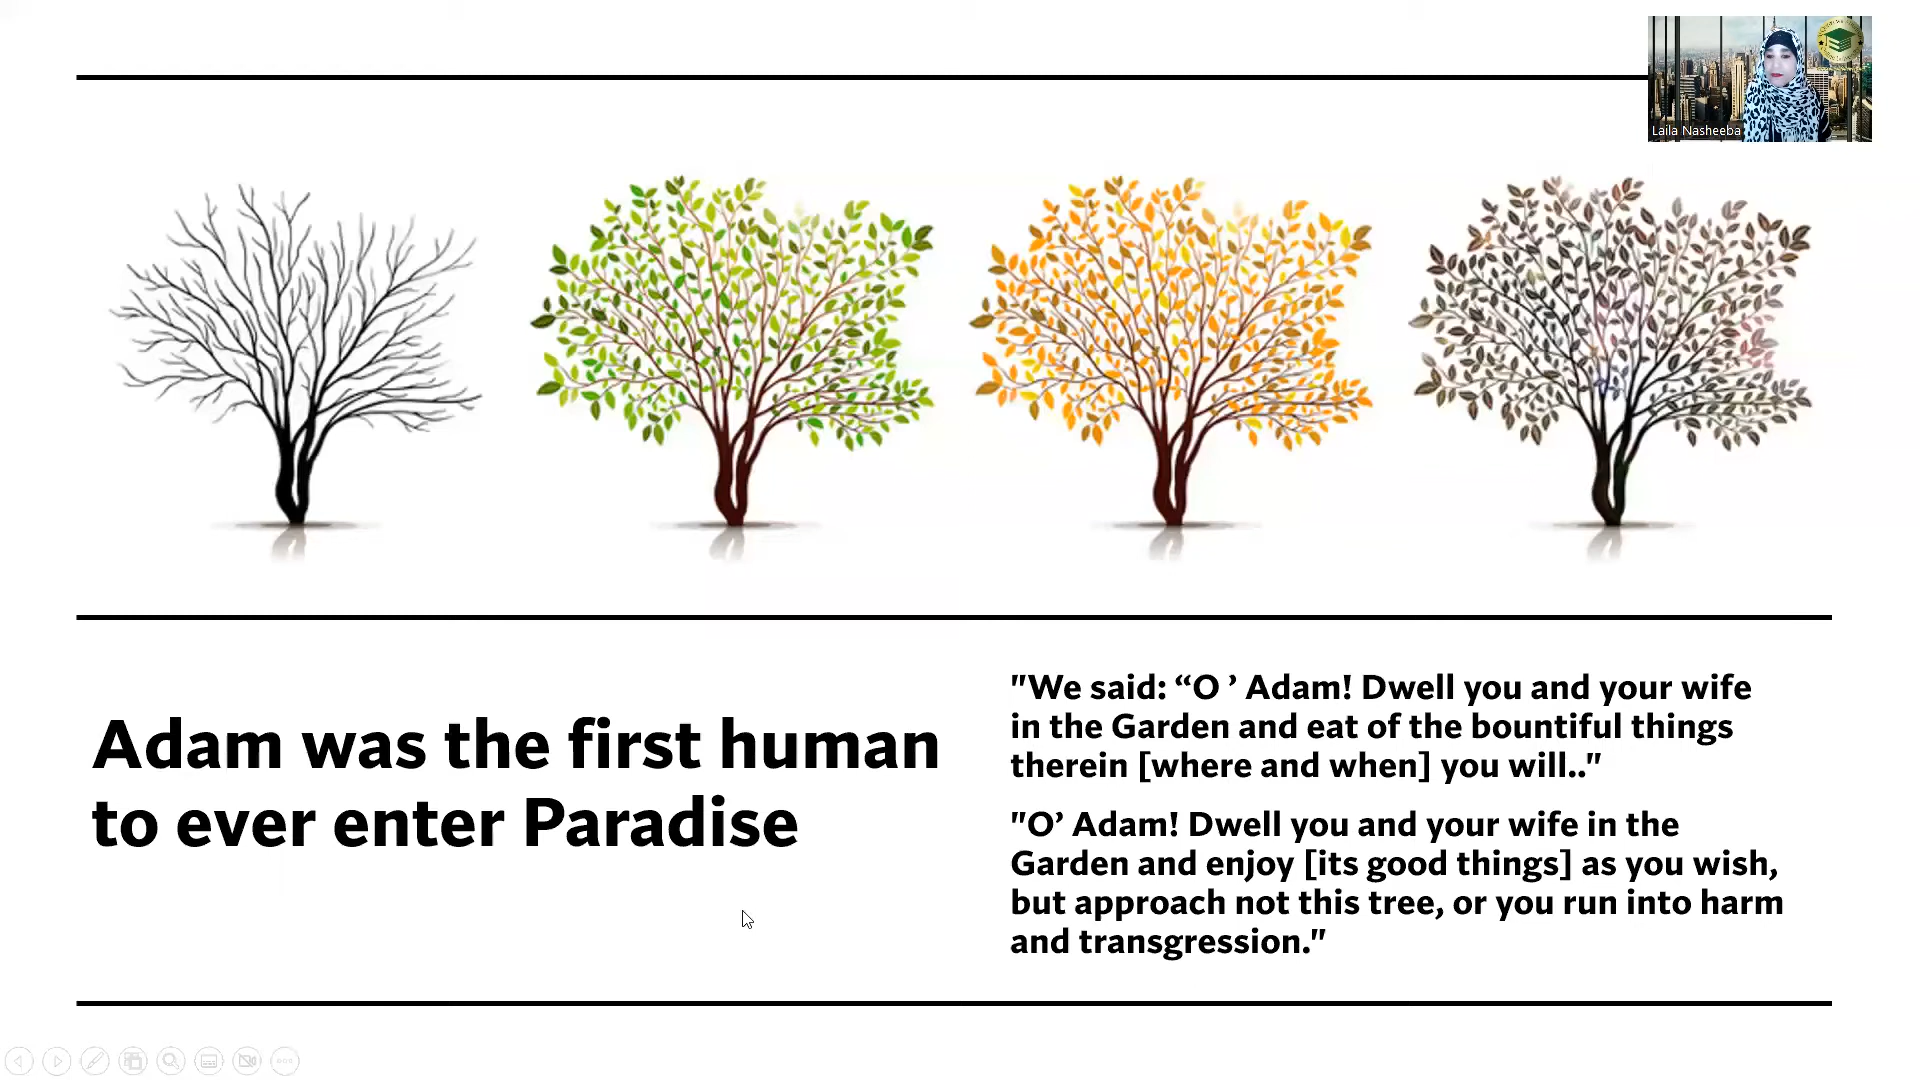 Laila Nasheeba
Adam was the first human
to ever enter Paradise
"We said: “O ’ Adam! Dwell you and your wife
in the Garden and eat of the bountiful things
therein [where and when] you will.."
"O’ Adam! Dwell you and your wife in the
Garden and enjoy [its good things] as you wish,
but approach not this tree, or you run into harm
and transgression."